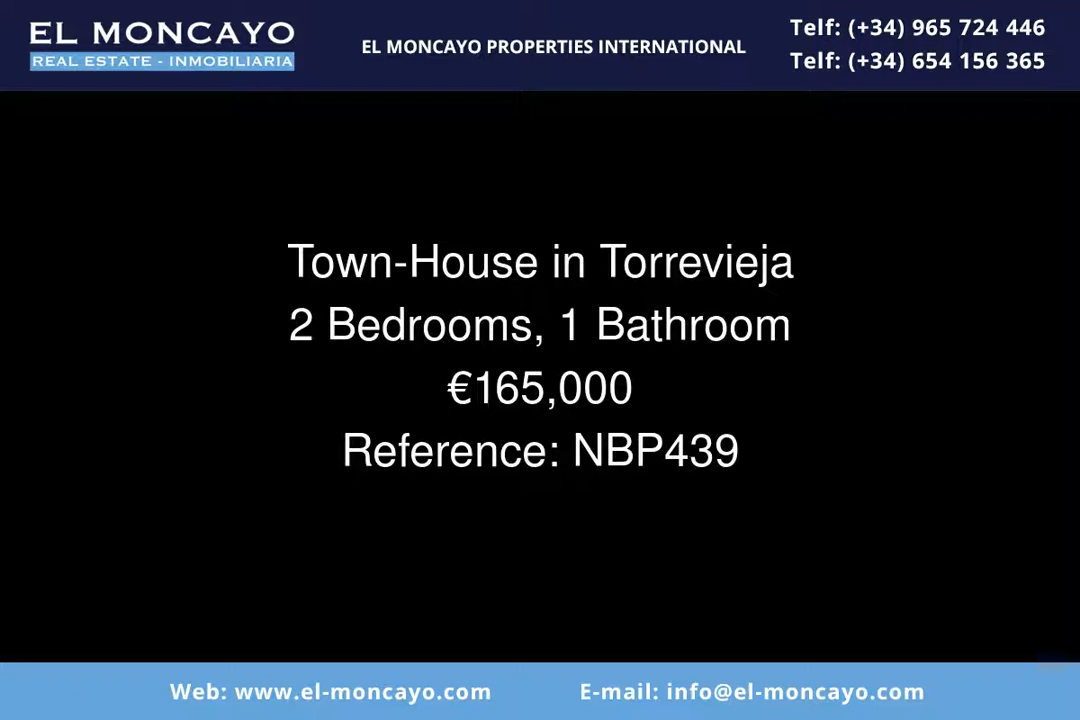 EL MONCAYO
REAL ESTATE - INMOBILIARIA
EL MONCAYO PROPERTIES INTERNATIONAL
Telf: (+34) 965 724 446
Telf: (+34) 654 156 365
Town-House in Torrevieja
2 Bedrooms, 1 Bathroom
€165,000
Reference: NBP439
Web: www.el-moncayo.com
E-mail: info@el-moncayo.com